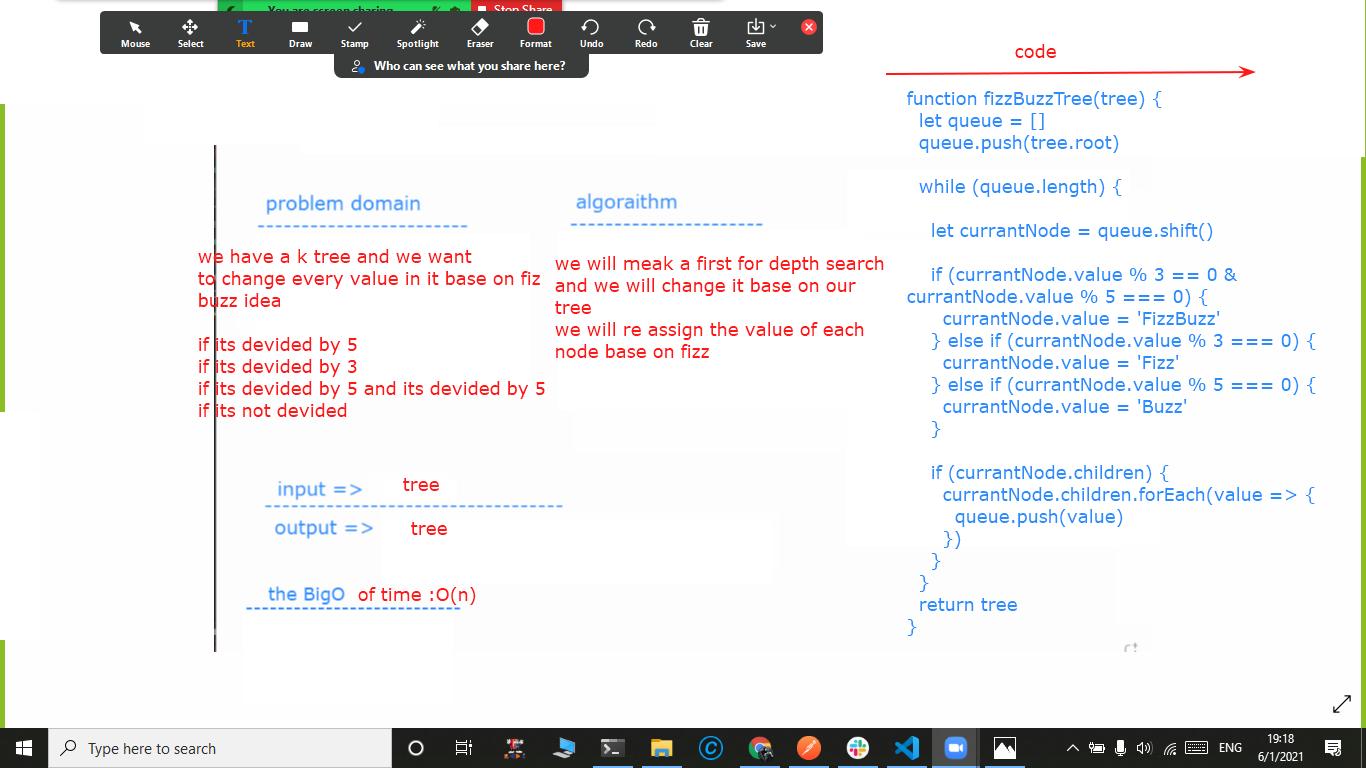 You are screen sharing
Stop Share
Mouse
Select
Text
Draw
Stamp
Spotlight
Eraser
Format
Undo
Redo
Clear
Save
Who can see what you share here?
code
problem domain
we have a k tree and we want
to change every value in it base on fiz
buzz idea
if its devided by 5
if its devided by 3
if its devided by 5 and its devided by 5
if its not devided
input => tree
output => tree
the BigO of time :O(n)
algoraithm
we will meak a first for depth search
and we will change it base on our
tree
we will re assign the value of each
node base on fizz
function fizzBuzzTree(tree) {
let queue = []
queue.push(tree.root)
while (queue.length) {
let currantNode = queue.shift()
if (currantNode.value % 3 == 0 &
currantNode.value % 5 === 0) {
currantNode.value = 'FizzBuzz'
} else if (currantNode.value % 3 === 0) {
currantNode.value = 'Fizz'
} else if (currantNode.value % 5 === 0) {
currantNode.value = 'Buzz'
}
if (currantNode.children) {
currantNode.children.forEach(value => {
queue.push(value)
})
}
}
return tree
}
Type here to search
ENG
19:18
6/1/2021